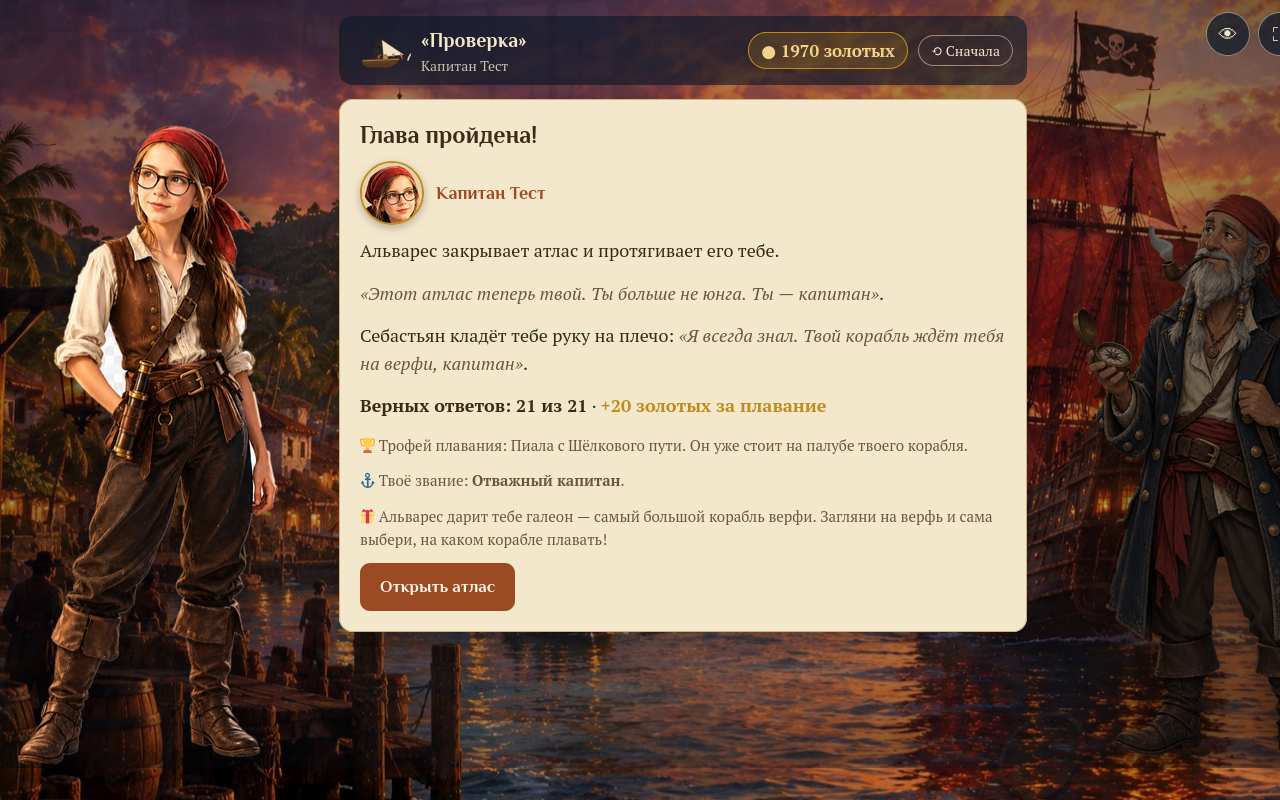 «Проверка»
Капитан Тест
1970 золотых
⟲ Сначала
Глава пройдена!
Капитан Тест
Альварес закрывает атлас и протягивает его тебе.
«Этот атлас теперь твой. Ты больше не юнга. Ты — капитан».
Себастьян кладёт тебе руку на плечо: «Я всегда знал. Твой корабль ждёт тебя
на верфи, капитан».
Верных ответов: 21 из 21 · +20 золотых за плавание
🏆 Трофей плавания: Пиала с Шёлкового пути. Он уже стоит на палубе твоего корабля.
⚓ Твоё звание: Отважный капитан.
🎁 Альварес дарит тебе галеон — самый большой корабль верфи. Загляни на верфь и сама
выбери, на каком корабле плавать!
Открыть атлас